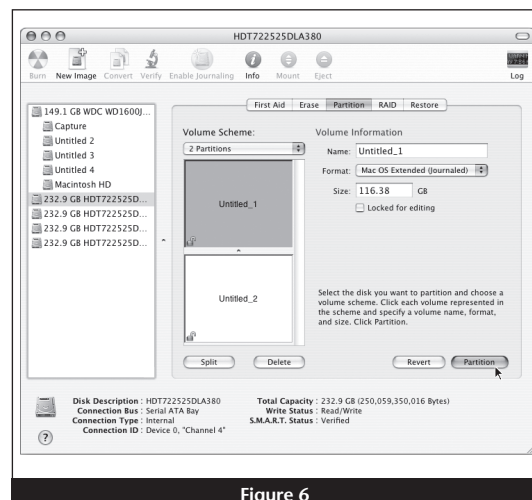 HDT722525DLA380
Burn New Image Convert Verify Enable Journaling Info Mount Eject Log
149.1 GB WDC WD1600J...
Capture
Untitled 2
Untitled 3
Untitled 4
Macintosh HD
232.9 GB HDT722525D...
232.9 GB HDT722525D...
232.9 GB HDT722525D...
232.9 GB HDT722525D...
First Aid Erase Partition RAID Restore
Volume Scheme:
2 Partitions
Untitled_1
Untitled_2
Split Delete
Volume Information
Name: Untitled_1
Format: Mac OS Extended (Journaled)
Size: 116.38 GB
Locked for editing
Select the disk you want to partition and choose a
volume scheme. Click each volume represented in
the scheme and specify a volume name, format,
and size. Click Partition.
Revert Partition
Disk Description : HDT722525DLA380
Connection Bus : Serial ATA Bay
Connection Type : Internal
Connection ID : Device 0, "Channel 4"
Total Capacity : 232.9 GB (250,059,350,016 Bytes)
Write Status : Read/Write
S.M.A.R.T. Status : Verified
?
Figure 6